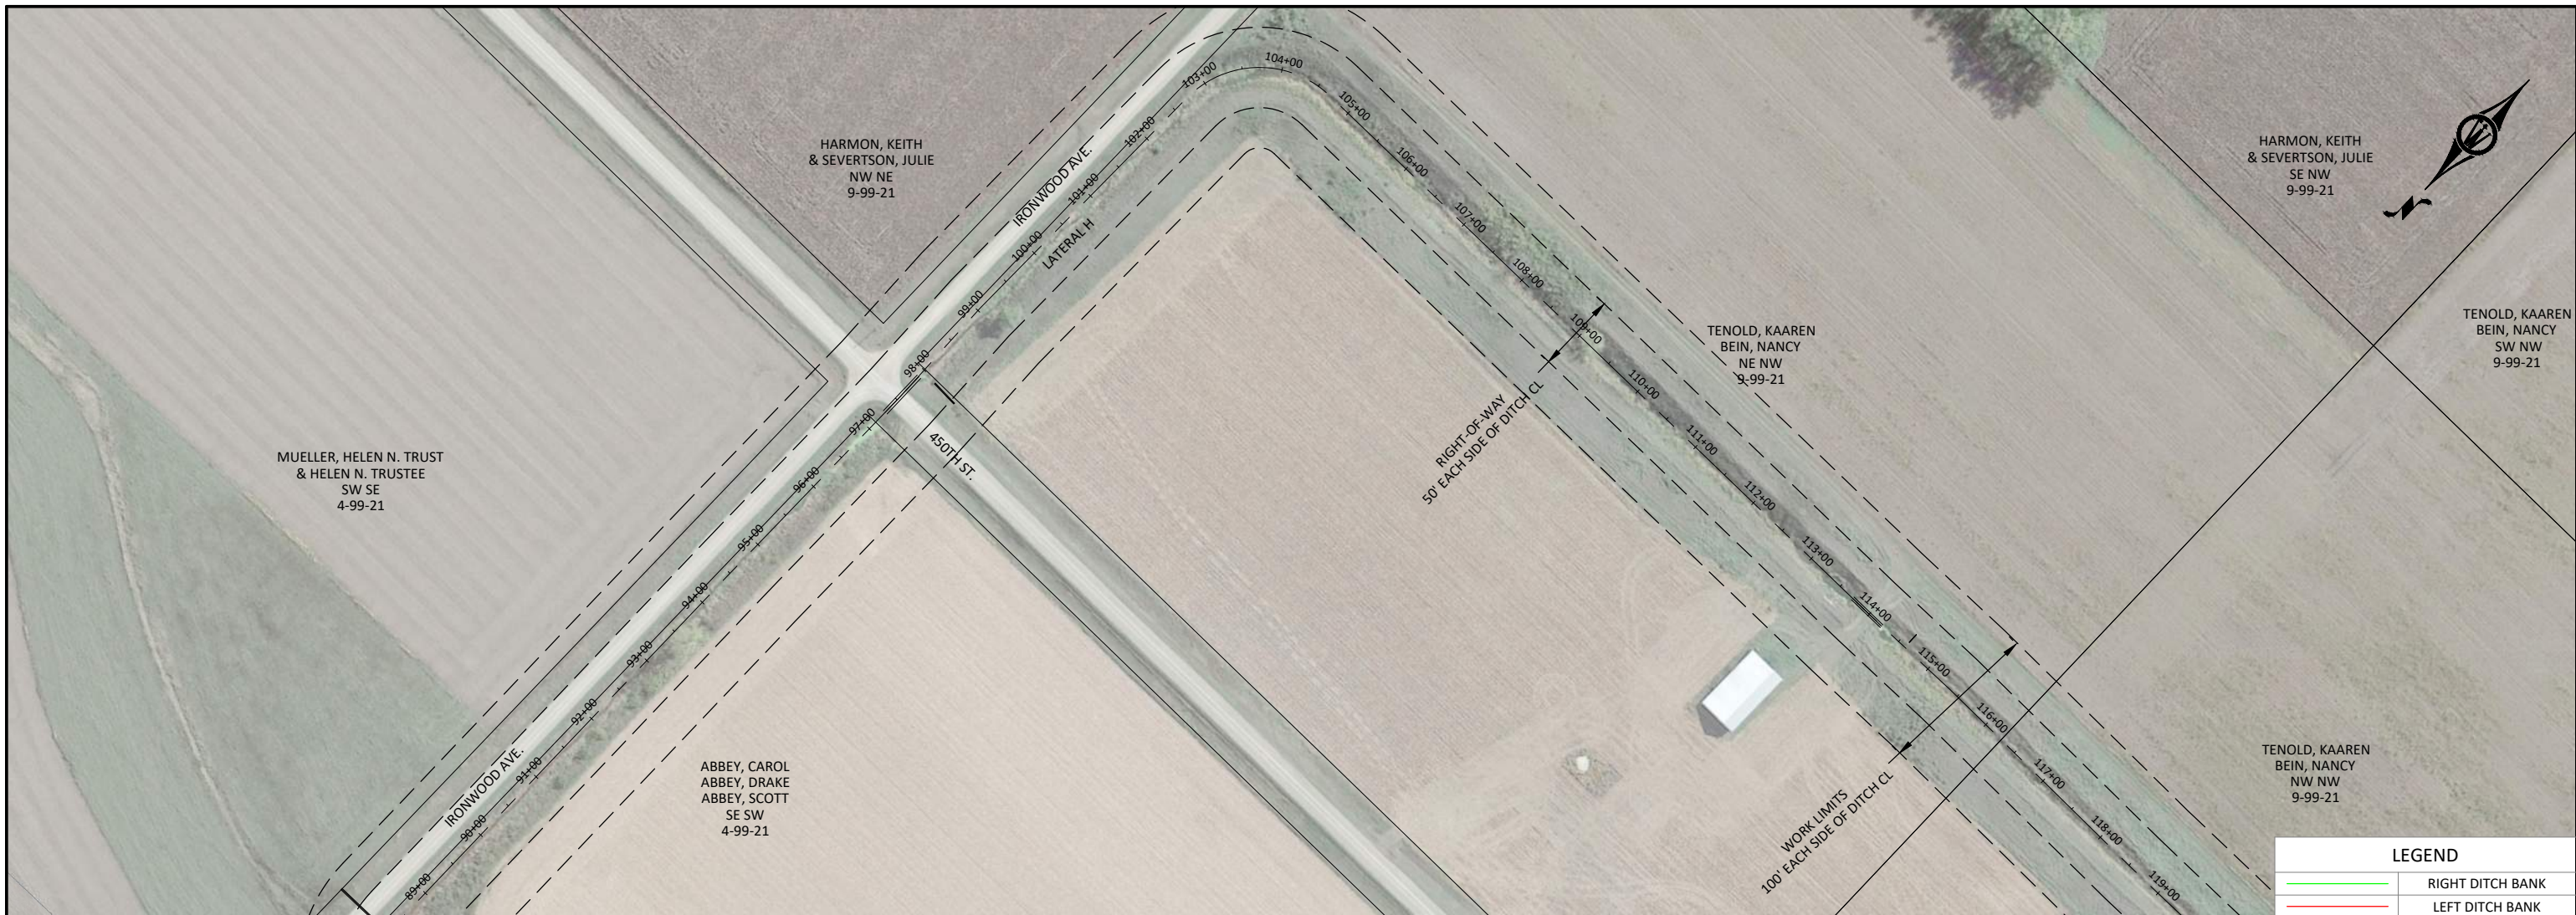 HARMON, KEITH
& SEVERTSON, JULIE
NW NE
9-99-21
HARMON, KEITH
& SEVERTSON, JULIE
SE NW
9-99-21
TENOLD, KAAREN
BEIN, NANCY
SW NW
9-99-21
TENOLD, KAAREN
BEIN, NANCY
NE NW
9-99-21
MUELLER, HELEN N. TRUST
& HELEN N. TRUSTEE
SW SE
4-99-21
ABBEY, CAROL
ABBEY, DRAKE
ABBEY, SCOTT
SE SW
4-99-21
TENOLD, KAAREN
BEIN, NANCY
NW NW
9-99-21
IRONWOOD AVE.
IRONWOOD AVE.
LATERAL H
450TH ST.
RIGHT-OF-WAY
50' EACH SIDE OF DITCH CL
WORK LIMITS
100' EACH SIDE OF DITCH CL
89+00
90+00
91+00
92+00
93+00
94+00
95+00
96+00
97+00
98+00
99+00
100+00
101+00
102+00
103+00
104+00
105+00
106+00
107+00
108+00
109+00
110+00
111+00
112+00
113+00
114+00
115+00
116+00
117+00
118+00
119+00
LEGEND
RIGHT DITCH BANK
LEFT DITCH BANK